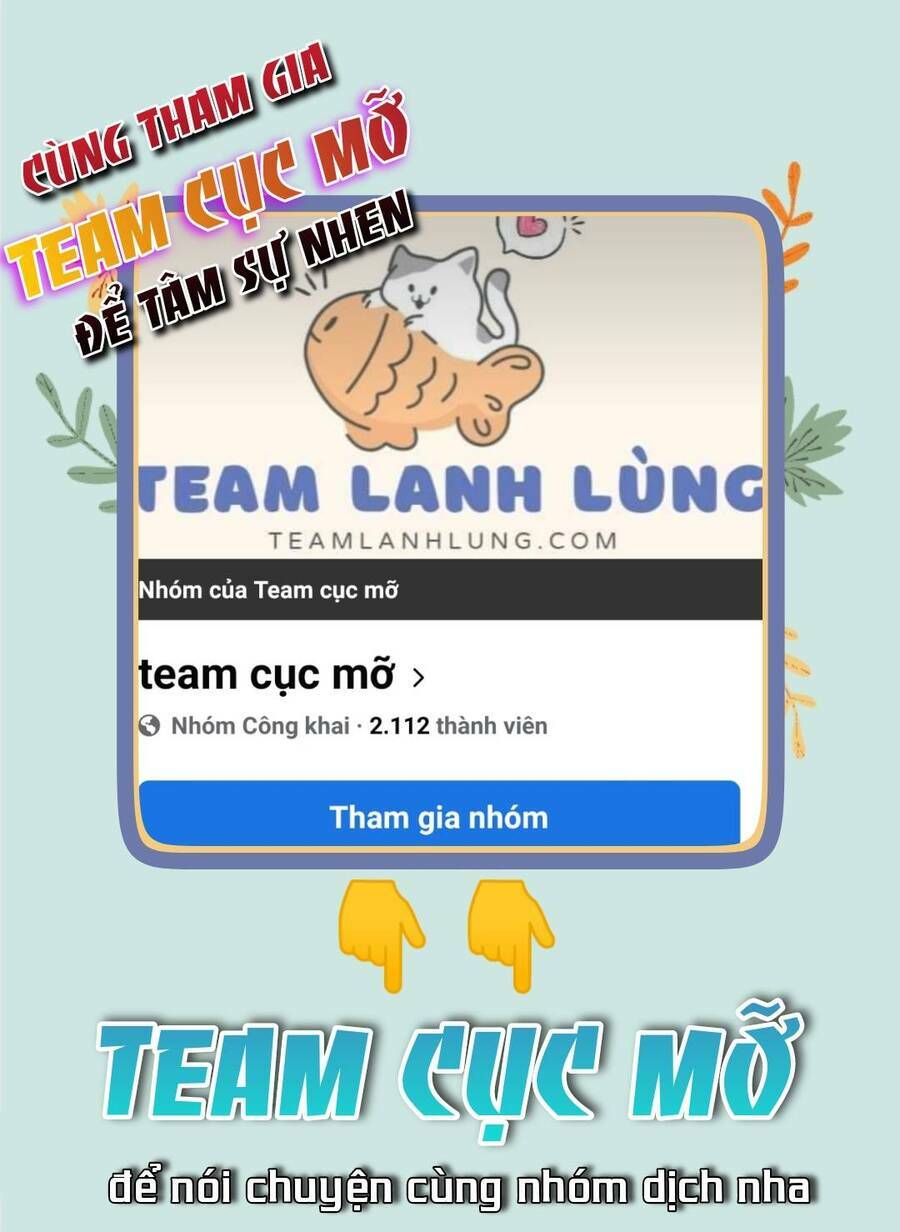 CÙNG THAM GIA
TEAM CỤC MỠ
ĐỂ TÂM SỰ NHEN
TEAM LANH LÙNG
TEAMLANHLUNG.COM
Nhóm của Team cục mỡ
team cục mỡ >
Nhóm Công khai · 2.112 thành viên
Tham gia nhóm
TEAM CỤC MỠ
để nói chuyện cùng nhóm dịch nha